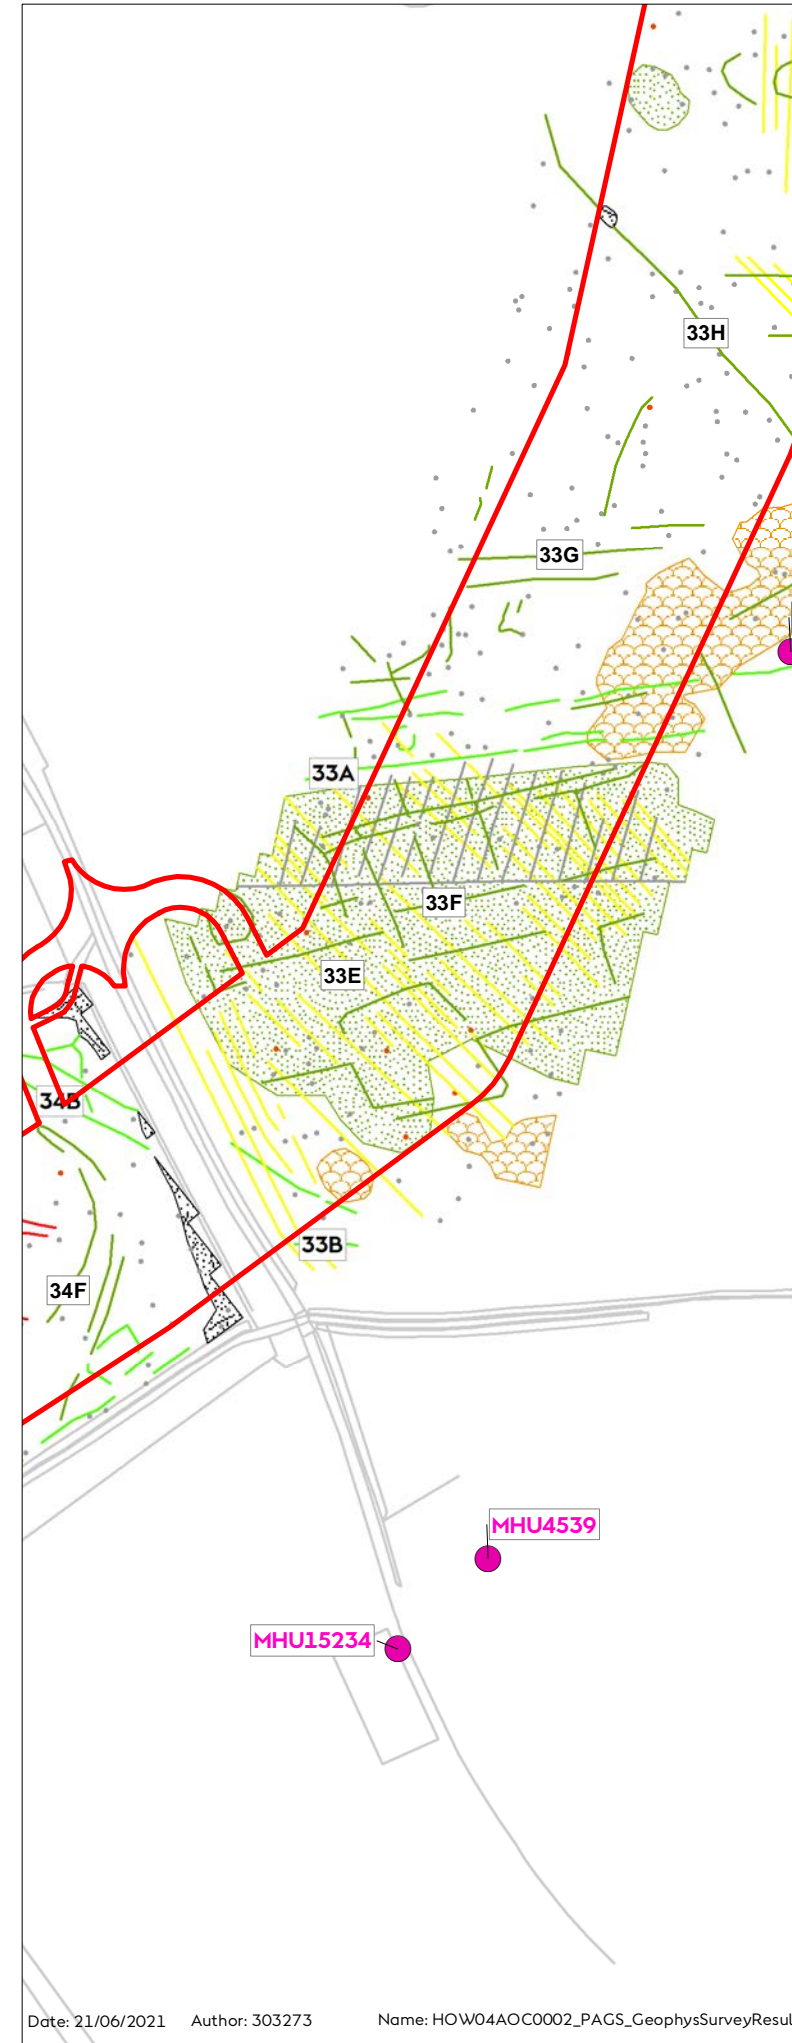 33H
33G
33A
33F
33E
34B
33B
34F
MHU4539
MHU15234
Date: 21/06/2021 Author: 303273 Name: HOW04AOC0002_PAGS_GeophysSurveyResul